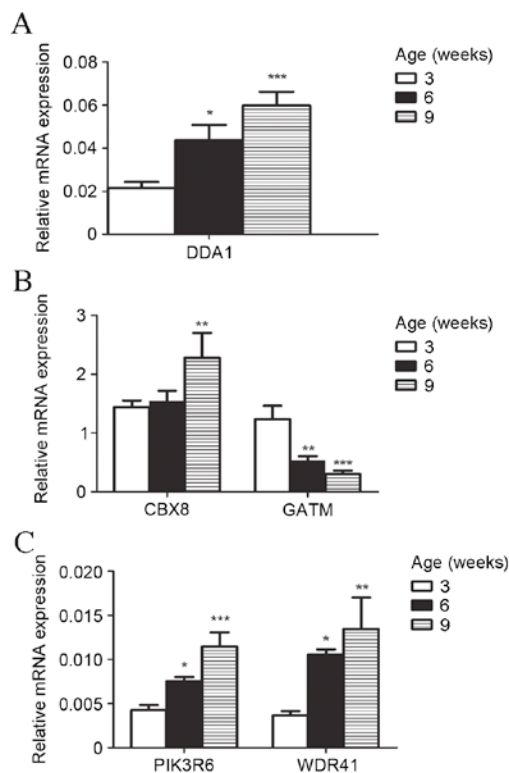 A
Relative mRNA expression
0.08
0.06
0.04
0.02
0
*
***
DDA1
Age (weeks)
3
6
9
B
Relative mRNA expression
3
2
1
0
**
**
***
CBX8
GATM
Age (weeks)
3
6
9
C
Relative mRNA expression
0.020
0.015
0.010
0.005
0
*
***
*
**
PIK3R6
WDR41
Age (weeks)
3
6
9